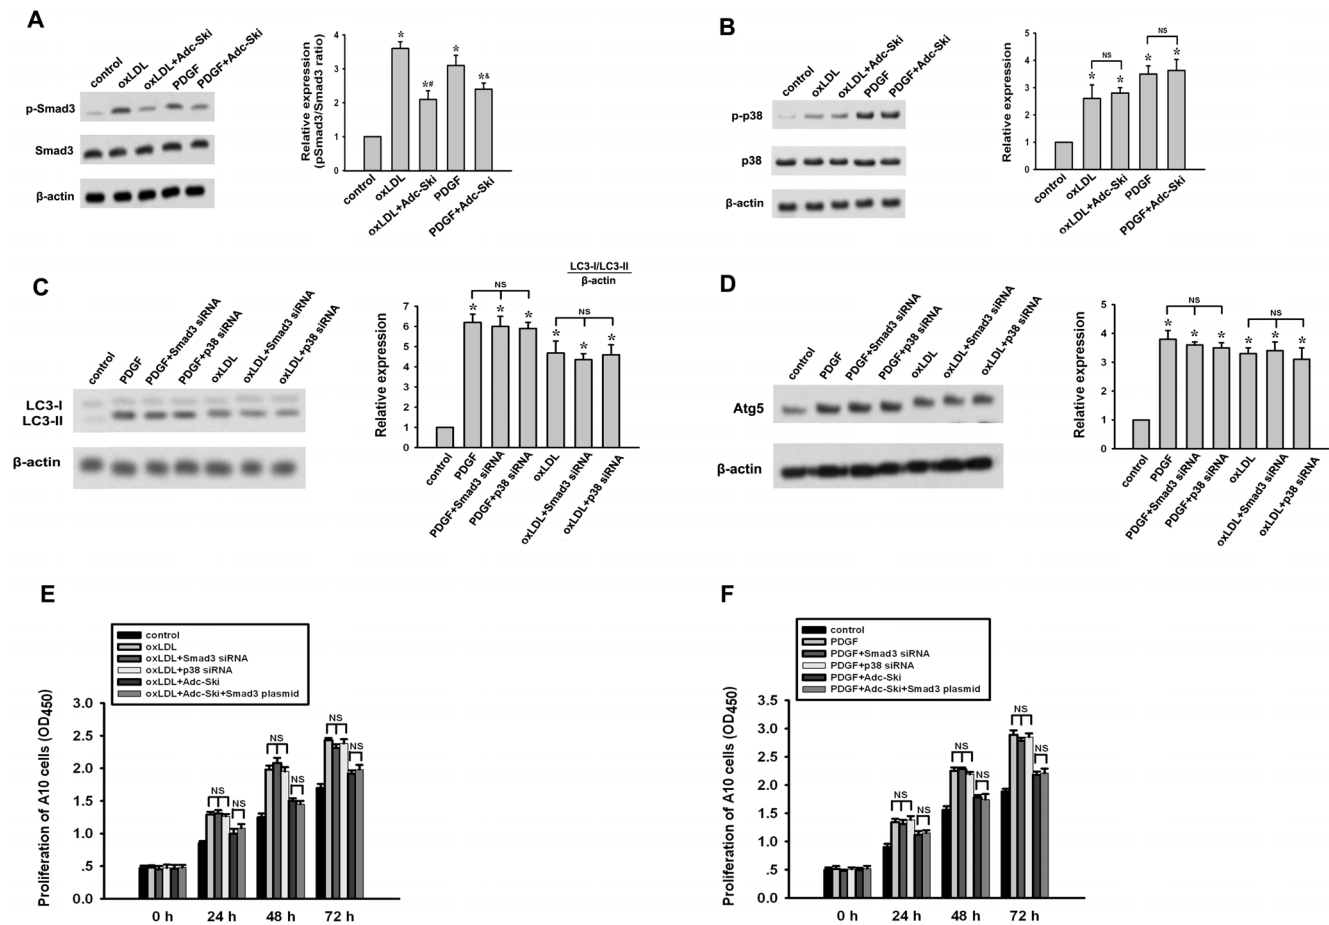 A
control
oxLDL
oxLDL+Adc-Ski
PDGF
PDGF+Adc-Ski
p-Smad3
Smad3
β-actin
Relative expression
(pSmad3/Smad3 ratio)
4
3
2
1
0
*
*#
*
*&
control
oxLDL
oxLDL+Adc-Ski
PDGF
PDGF+Adc-Ski
B
control
oxLDL
oxLDL+Adc-Ski
PDGF
PDGF+Adc-Ski
p-p38
p38
β-actin
Relative expression
5
4
3
2
1
0
NS
NS
*
*
*
*
control
oxLDL
oxLDL+Adc-Ski
PDGF
PDGF+Adc-Ski
C
control
PDGF
PDGF+Smad3 siRNA
PDGF+p38 siRNA
oxLDL
oxLDL+Smad3 siRNA
oxLDL+p38 siRNA
LC3-I
LC3-II
β-actin
LC3-I/LC3-II
β-actin
Relative expression
7
6
5
4
3
2
1
0
NS
NS
*
*
*
*
*
*
control
PDGF
PDGF+Smad3 siRNA
PDGF+p38 siRNA
oxLDL
oxLDL+Smad3 siRNA
oxLDL+p38 siRNA
D
control
PDGF
PDGF+Smad3 siRNA
PDGF+p38 siRNA
oxLDL
oxLDL+Smad3 siRNA
oxLDL+p38 siRNA
Atg5
β-actin
Relative expression
5
4
3
2
1
0
NS
NS
*
*
*
*
*
*
control
PDGF
PDGF+Smad3 siRNA
PDGF+p38 siRNA
oxLDL
oxLDL+Smad3 siRNA
oxLDL+p38 siRNA
E
control
oxLDL
oxLDL+Smad3 siRNA
oxLDL+p38 siRNA
oxLDL+Adc-Ski
oxLDL+Adc-Ski+Smad3 plasmid
Proliferation of A10 cells (OD450)
3.0
2.5
2.0
1.5
1.0
.5
0.0
NS
NS
NS
NS
NS
NS
0 h
24 h
48 h
72 h
F
control
PDGF
PDGF+Smad3 siRNA
PDGF+p38 siRNA
PDGF+Adc-Ski
PDGF+Adc-Ski+Smad3 plasmid
Proliferation of A10 cells (OD450)
3.5
3.0
2.5
2.0
1.5
1.0
.5
0.0
NS
NS
NS
NS
NS
NS
0 h
24 h
48 h
72 h